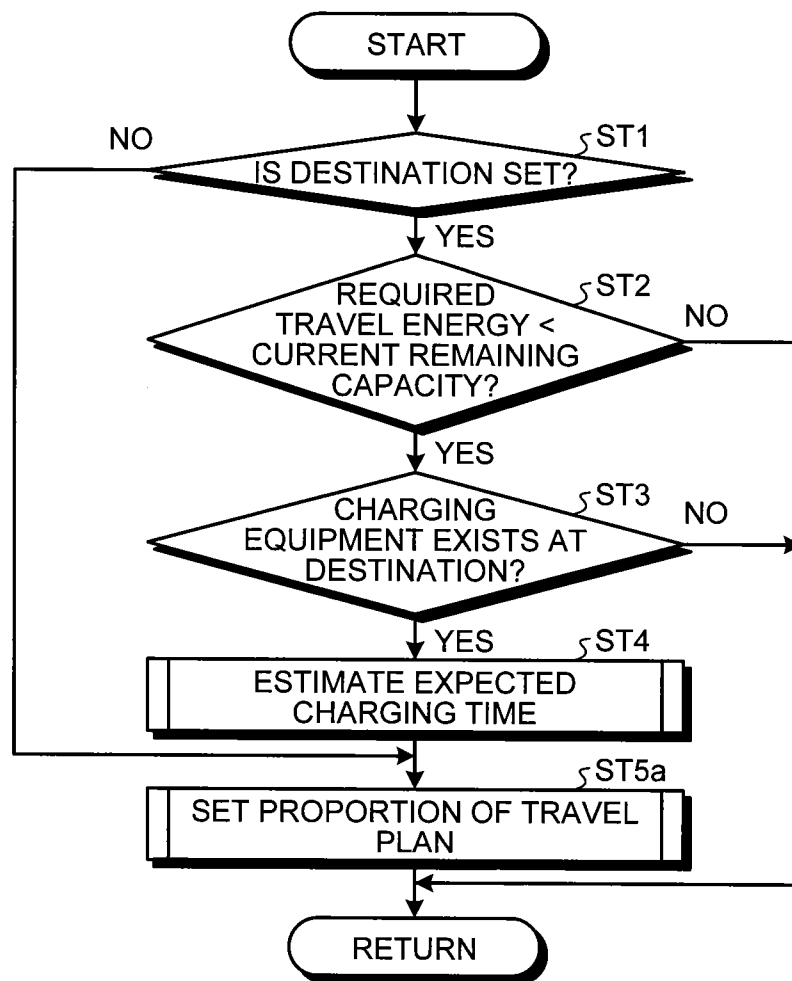 START
NO
ST1
IS DESTINATION SET?
YES
ST2
REQUIRED
TRAVEL ENERGY <
CURRENT REMAINING
CAPACITY?
NO
YES
ST3
CHARGING
EQUIPMENT EXISTS AT
DESTINATION?
NO
YES
ST4
ESTIMATE EXPECTED
CHARGING TIME
ST5a
SET PROPORTION OF TRAVEL
PLAN
RETURN